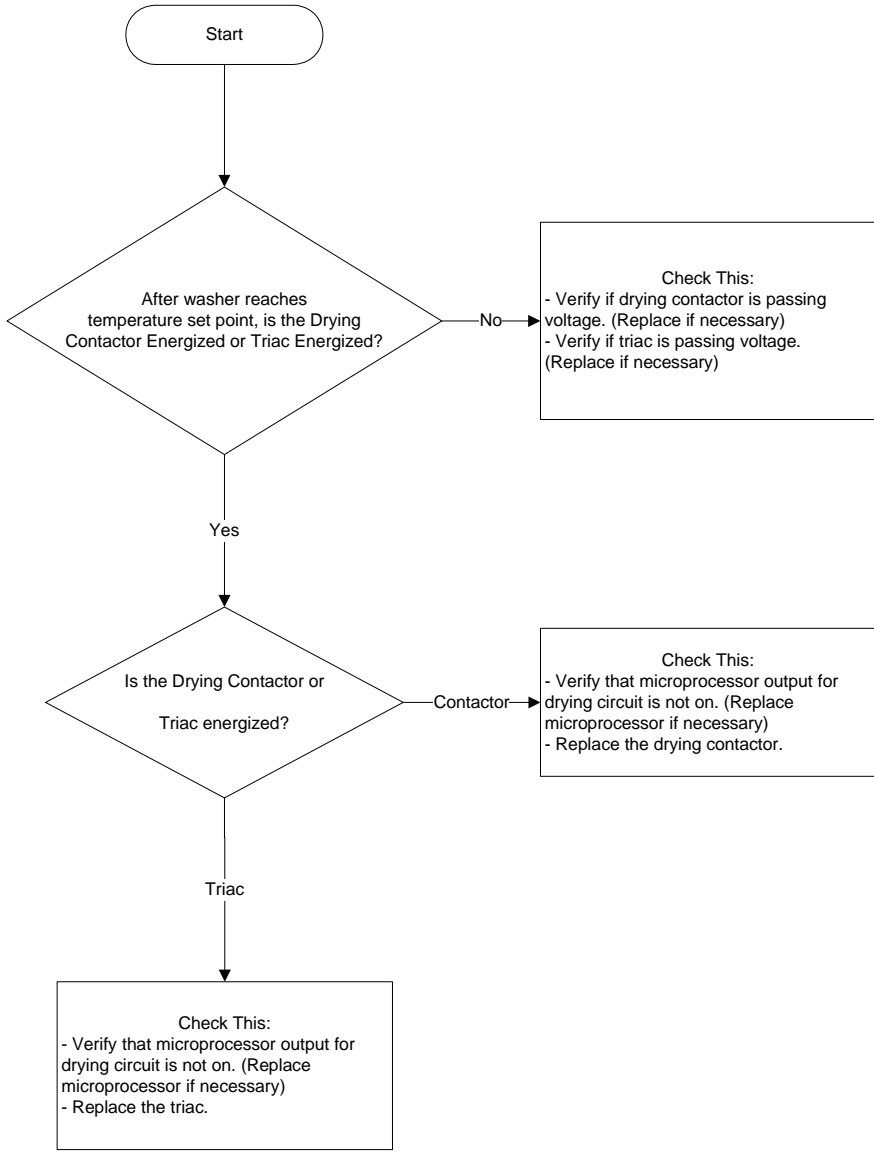 Start
After washer reaches
temperature set point, is the Drying
Contactor Energized or Triac Energized?
No
Check This:
- Verify if drying contactor is passing
voltage. (Replace if necessary)
- Verify if triac is passing voltage.
(Replace if necessary)
Yes
Is the Drying Contactor or
Triac energized?
Contactor
Check This:
- Verify that microprocessor output for
drying circuit is not on. (Replace
microprocessor if necessary)
- Replace the drying contactor.
Triac
Check This:
- Verify that microprocessor output for
drying circuit is not on. (Replace
microprocessor if necessary)
- Replace the triac.